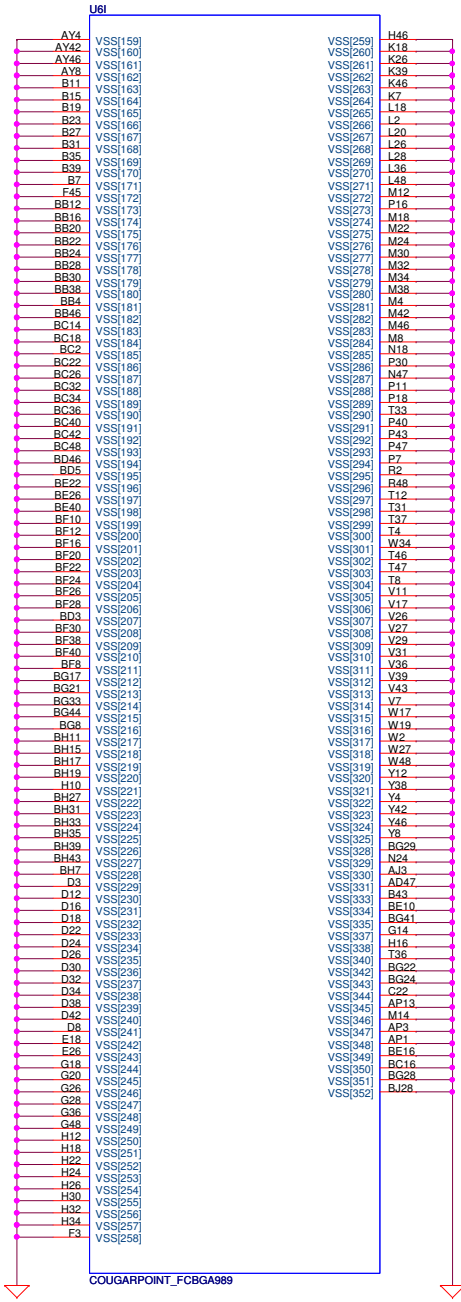 U6I
AY4 VSS[159]
AY42 VSS[160]
AY46 VSS[161]
AY8 VSS[162]
B11 VSS[163]
B15 VSS[164]
B19 VSS[165]
B23 VSS[166]
B27 VSS[167]
B31 VSS[168]
B35 VSS[169]
B39 VSS[170]
B7 VSS[171]
F45 VSS[172]
BB12 VSS[173]
BB16 VSS[174]
BB20 VSS[175]
BB22 VSS[176]
BB24 VSS[177]
BB28 VSS[178]
BB30 VSS[179]
BB38 VSS[180]
BB4 VSS[181]
BB46 VSS[182]
BC14 VSS[183]
BC18 VSS[184]
BC2 VSS[185]
BC22 VSS[186]
BC26 VSS[187]
BC32 VSS[188]
BC34 VSS[189]
BC36 VSS[190]
BC40 VSS[191]
BC42 VSS[192]
BC48 VSS[193]
BD46 VSS[194]
BD5 VSS[195]
BE22 VSS[196]
BE26 VSS[197]
BE40 VSS[198]
BF10 VSS[199]
BF12 VSS[200]
BF16 VSS[201]
BF20 VSS[202]
BF22 VSS[203]
BF24 VSS[204]
BF26 VSS[205]
BF28 VSS[206]
BD3 VSS[207]
BF30 VSS[208]
BF38 VSS[209]
BF40 VSS[210]
BF8 VSS[211]
BG17 VSS[212]
BG21 VSS[213]
BG33 VSS[214]
BG44 VSS[215]
BG8 VSS[216]
BH11 VSS[217]
BH15 VSS[218]
BH17 VSS[219]
BH19 VSS[220]
H10 VSS[221]
BH27 VSS[222]
BH31 VSS[223]
BH33 VSS[224]
BH35 VSS[225]
BH39 VSS[226]
BH43 VSS[227]
BH7 VSS[228]
D3 VSS[229]
D12 VSS[230]
D16 VSS[231]
D18 VSS[232]
D22 VSS[233]
D24 VSS[234]
D26 VSS[235]
D30 VSS[236]
D32 VSS[237]
D34 VSS[238]
D38 VSS[239]
D42 VSS[240]
D8 VSS[241]
E18 VSS[242]
E26 VSS[243]
G18 VSS[244]
G20 VSS[245]
G26 VSS[246]
G28 VSS[247]
G36 VSS[248]
G48 VSS[249]
H12 VSS[250]
H18 VSS[251]
H22 VSS[252]
H24 VSS[253]
H26 VSS[254]
H30 VSS[255]
H32 VSS[256]
H34 VSS[257]
F3 VSS[258]
VSS[259] H46
VSS[260] K18
VSS[261] K26
VSS[262] K39
VSS[263] K46
VSS[264] K7
VSS[265] L18
VSS[266] L2
VSS[267] L20
VSS[268] L26
VSS[269] L28
VSS[270] L36
VSS[271] L48
VSS[272] M12
VSS[273] P16
VSS[274] M18
VSS[275] M22
VSS[276] M24
VSS[277] M30
VSS[278] M32
VSS[279] M34
VSS[280] M38
VSS[281] M4
VSS[282] M42
VSS[283] M46
VSS[284] M8
VSS[285] N18
VSS[286] P30
VSS[287] N47
VSS[288] P11
VSS[289] P18
VSS[290] T33
VSS[291] P40
VSS[292] P43
VSS[293] P47
VSS[294] P7
VSS[295] R2
VSS[296] R48
VSS[297] T12
VSS[298] T31
VSS[299] T37
VSS[300] T4
VSS[301] W34
VSS[302] T46
VSS[303] T47
VSS[304] T8
VSS[305] V11
VSS[306] V17
VSS[307] V26
VSS[308] V27
VSS[309] V29
VSS[310] V31
VSS[311] V36
VSS[312] V39
VSS[313] V43
VSS[314] V7
VSS[315] W17
VSS[316] W19
VSS[317] W2
VSS[318] W27
VSS[319] W48
VSS[320] Y12
VSS[321] Y38
VSS[322] Y4
VSS[323] Y42
VSS[324] Y46
VSS[325] Y8
VSS[328] BG29
VSS[329] N24
VSS[330] AJ3
VSS[331] AD47
VSS[333] B43
VSS[334] BE10
VSS[335] BG41
VSS[337] G14
VSS[338] H16
VSS[340] T36
VSS[342] BG22
VSS[343] BG24
VSS[344] C22
VSS[345] AP13
VSS[346] M14
VSS[347] AP3
VSS[348] AP1
VSS[349] BE16
VSS[350] BC16
VSS[351] BG28
VSS[352] BJ28
COUGARPOINT_FCBGA989